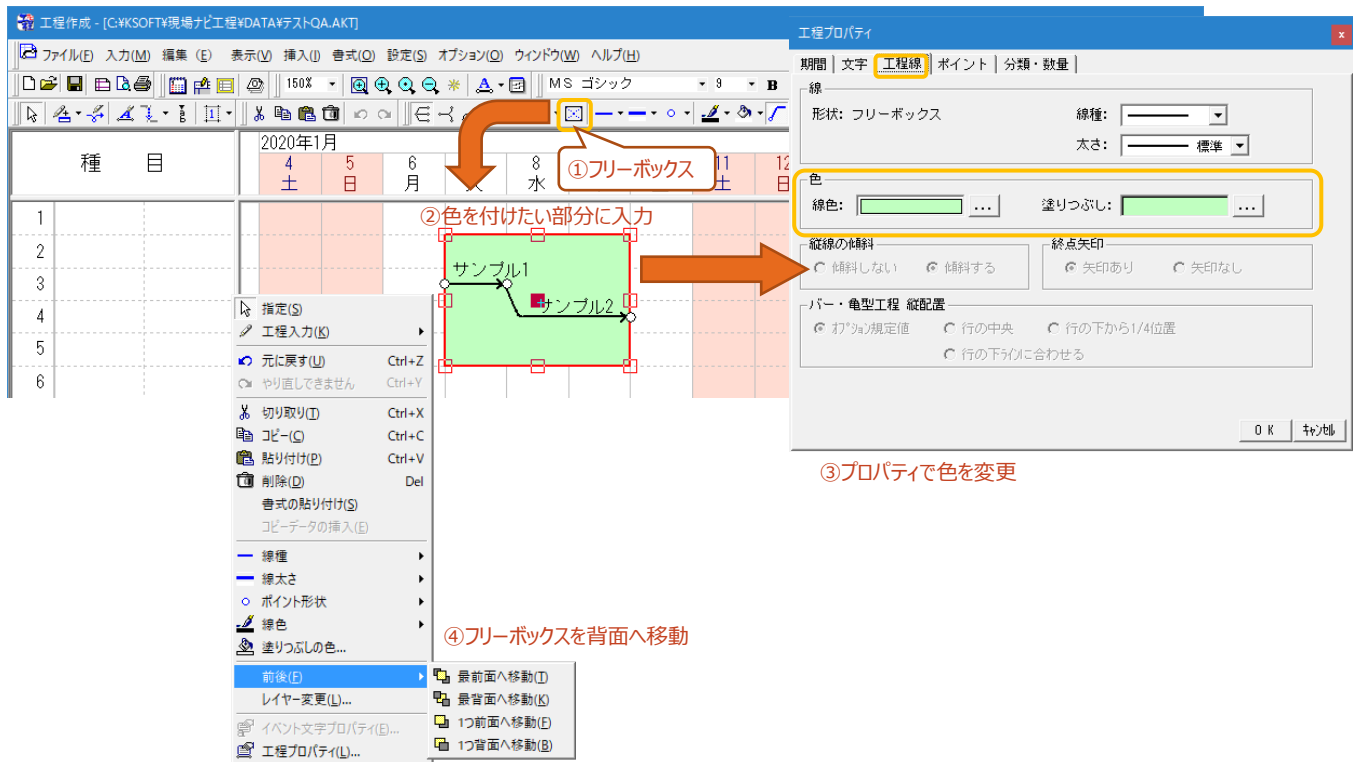 工程作成 - [C:¥KSOFT¥現場ナビ工程¥DATA¥テストQA.AKT]
ファイル(F) 入力(M) 編集 (E) 表示(V) 挿入(I) 書式(O) 設定(S) オプション(O) ウィンドウ(W) ヘルプ(H)
150% MS ゴシック 9 B
2020年1月
種 目
4 5 6 8 11 12
土 日 月 火 水 土 日
①フリーボックス
②色を付けたい部分に入力
1
2
3
4
5
6
サンプル1
サンプル2
指定(S)
工程入力(K)
元に戻す(U) Ctrl+Z
やり直しできません Ctrl+Y
切り取り(T) Ctrl+X
コピー(C) Ctrl+C
貼り付け(P) Ctrl+V
削除(D) Del
書式の貼り付け(S)
コピーデータの挿入(E)
線種
線太さ
ポイント形状
線色
塗りつぶしの色...
前後(F)
レイヤー変更(L)...
イベント文字プロパティ(E)...
工程プロパティ(L)...
④フリーボックスを背面へ移動
最前面へ移動(T)
最背面へ移動(K)
1つ前面へ移動(F)
1つ背面へ移動(B)
工程プロパティ
x
期間 文字 工程線 ポイント 分類・数量
線
形状: フリーボックス 線種:
太さ: 標準
色
線色: ... 塗りつぶし: ...
縦線の傾斜
傾斜しない 傾斜する
終点矢印
矢印あり 矢印なし
バー・亀型工程 縦配置
ｵﾌﾟｼｮﾝ規定値 行の中央 行の下から1/4位置
行の下ﾗｲﾝに合わせる
O K ｷｬﾝｾﾙ
③プロパティで色を変更